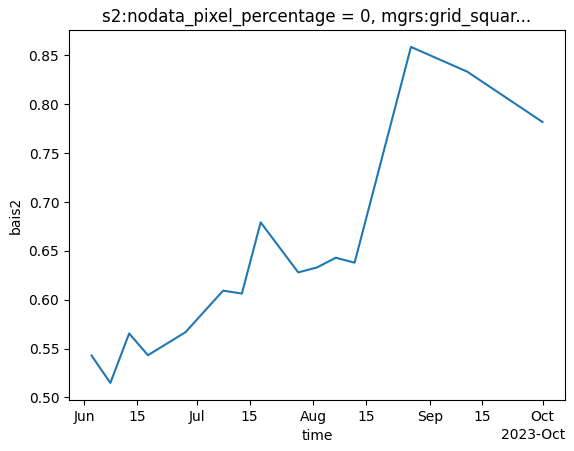 s2:nodata_pixel_percentage = 0, mgrs:grid_squar...
0.85
0.80
0.75
0.70
0.65
0.60
0.55
0.50
bais2
Jun 15 Jul 15 Aug 15 Sep 15 Oct
time
2023-Oct